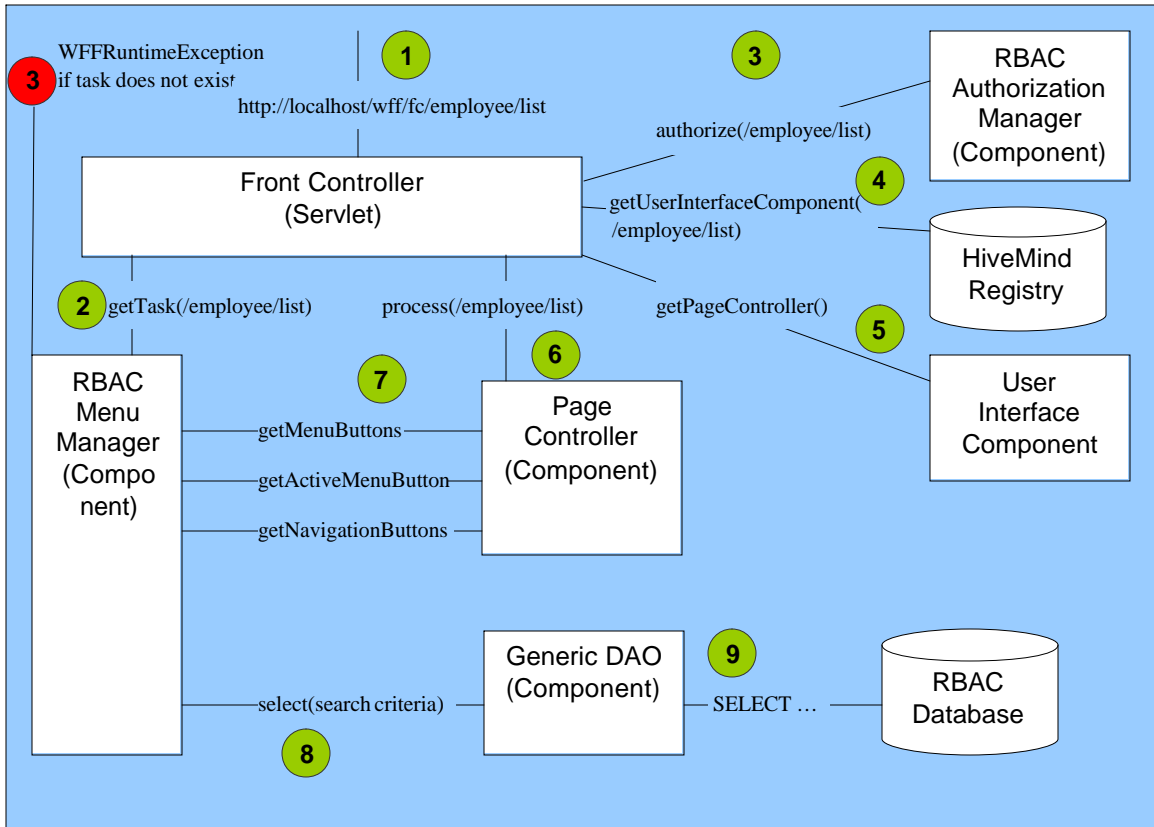 WFFRuntimeException
3
if task does not exist
1
http://localhost/wff/fc/employee/list
3
authorize(/employee/list)
RBAC
Authorization
Manager
(Component)
Front Controller
(Servlet)
4
getUserInterfaceComponent(
/employee/list)
HiveMind
Registry
2
getTask(/employee/list)
process(/employee/list)
getPageController()
5
6
7
RBAC
Menu
Manager
(Compo
nent)
getMenuButtons
getActiveMenuButton
getNavigationButtons
Page
Controller
(Component)
User
Interface
Component
select(search criteria)
8
Generic DAO
(Component)
9
SELECT …
RBAC
Database